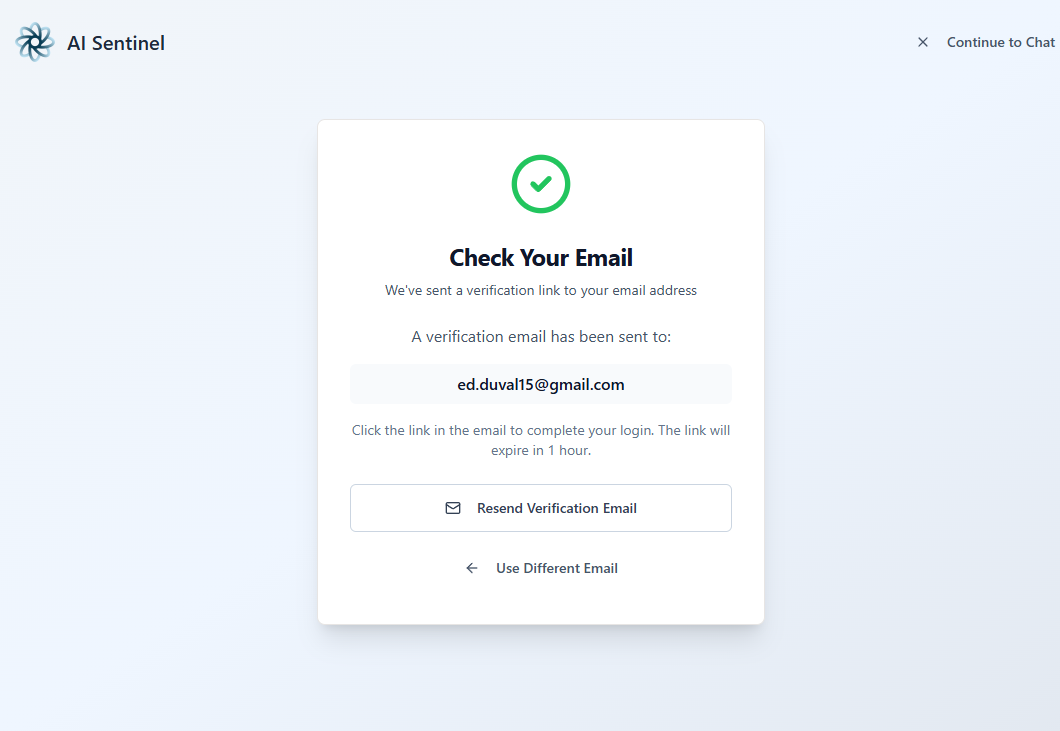 AI Sentinel
Continue to Chat
Check Your Email
We've sent a verification link to your email address
A verification email has been sent to:
ed.duval15@gmail.com
Click the link in the email to complete your login. The link will
expire in 1 hour.
Resend Verification Email
Use Different Email